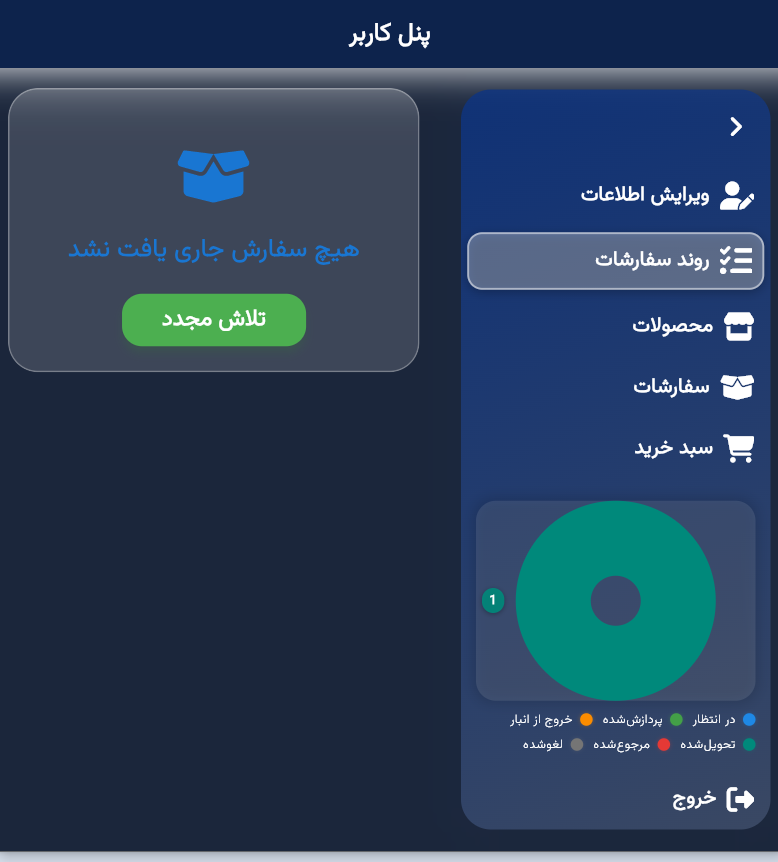 پنل کاربر
ویرایش اطلاعات
روند سفارشات
محصولات
سفارشات
سبد خرید
1
در انتظار
پردازش‌شده
خروج از انبار
تحویل‌شده
مرجوع‌شده
لغوشده
خروج
هیچ سفارش جاری یافت نشد
تلاش مجدد